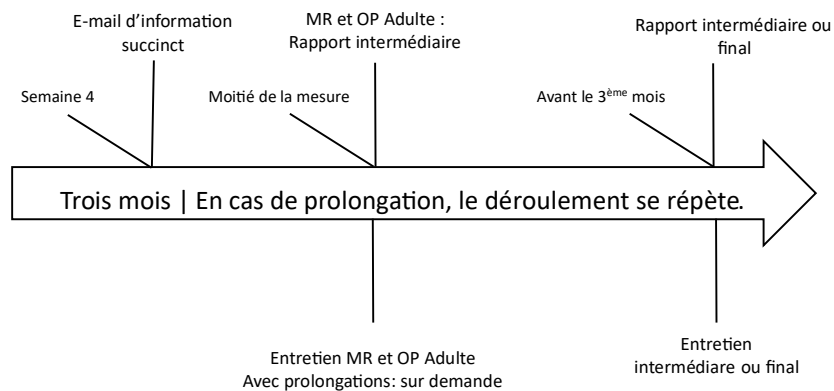 E-mail d’information
succinct
MR et OP Adulte :
Rapport intermédiaire
Rapport intermédiaire ou
final
Semaine 4
Moitié de la mesure
Avant le 3ème mois
Trois mois | En cas de prolongation, le déroulement se répète.
Entretien MR et OP Adulte
Avec prolongations: sur demande
Entretien
intermédiare ou final